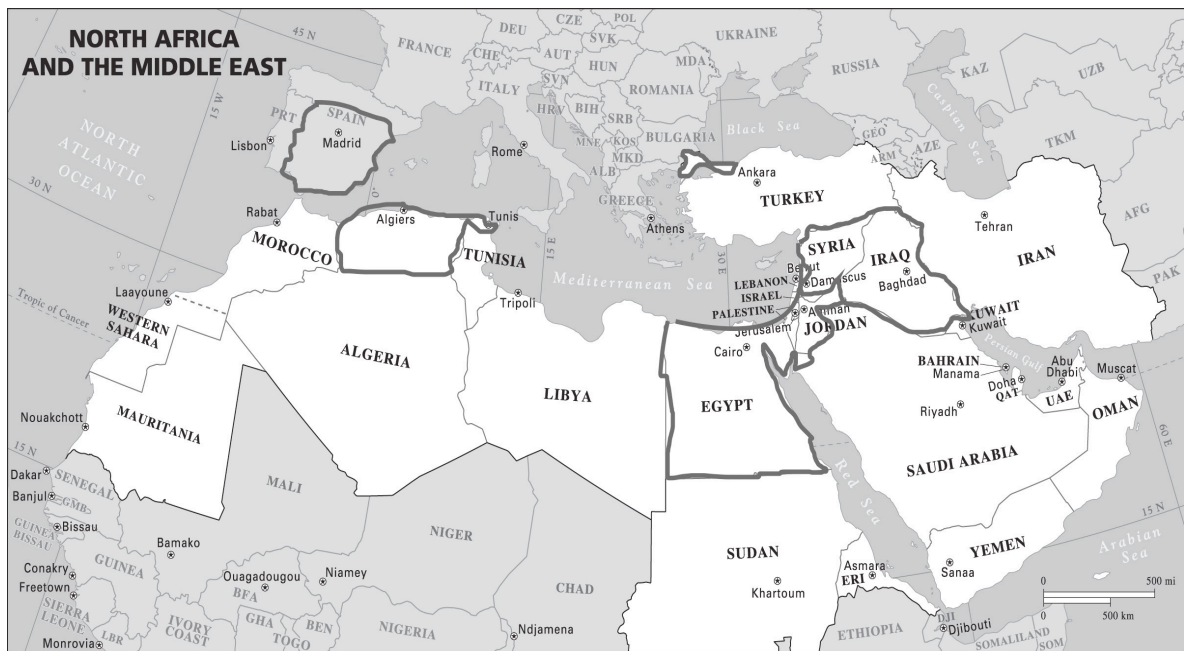 NORTH AFRICA
AND THE MIDDLE EAST
NORTH
ATLANTIC
OCEAN
45 N
15 W
30 N
Tropic of Cancer
15 N
0°
15 E
30 E
60 E
15 N
FRANCE
DEU
CZE
POL
SVK
CHE
AUT
HUN
SVN
ITALY
HRV
BIH
SRB
MNE
KOS
MKD
ALB
ROMANIA
MDA
UKRAINE
BULGARIA
GREECE
RUSSIA
KAZ
UZB
TKM
GEO
ARM
AZE
AFG
PAK
Black Sea
Caspian
Sea
PRT
SPAIN
Madrid
Lisbon
Rome
Athens
Ankara
TURKEY
Rabat
MOROCCO
Algiers
Tunis
TUNISIA
Tripoli
Mediterranean Sea
SYRIA
IRAQ
Beirut
LEBANON
Damascus
Baghdad
ISRAEL
PALESTINE
Amman
Jerusalem
JORDAN
Tehran
IRAN
KUWAIT
Kuwait
Persian Gulf
BAHRAIN
Manama
Doha
QAT
Abu
Dhabi
UAE
Muscat
OMAN
Riyadh
SAUDI ARABIA
Cairo
EGYPT
Red Sea
LIBYA
ALGERIA
Laayoune
WESTERN
SAHARA
MAURITANIA
Nouakchott
Dakar
SENEGAL
Banjul
GMB
Bissau
GUINEA
BISSAU
GUINEA
Conakry
Freetown
SIERRA
LEONE
LBR
Monrovia
MALI
Bamako
Ouagadougou
BFA
Niamey
NIGER
IVORY
COAST
GHA
TOGO
BEN
NIGERIA
CHAD
Ndjamena
SUDAN
Khartoum
Asmara
ERI
ETHIOPIA
DJI
Djibouti
SOMALILAND
SOM
Sanaa
YEMEN
Arabian
Sea
0
500 mi
0
500 km